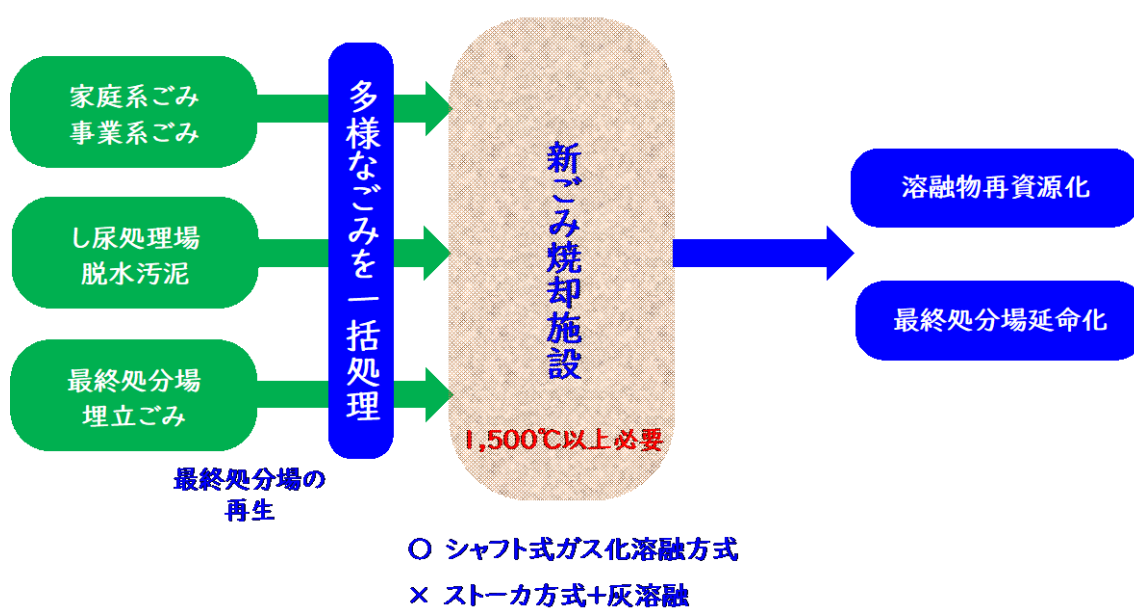 家庭系ごみ
事業系ごみ
し尿処理場
脱水汚泥
最終処分場
埋立ごみ
最終処分場の
再生
多様なごみを一括処理
新ごみ焼却施設
1,500℃以上必要
溶融物再資源化
最終処分場延命化
○ シャフト式ガス化溶融方式
× ストーカ方式+灰溶融